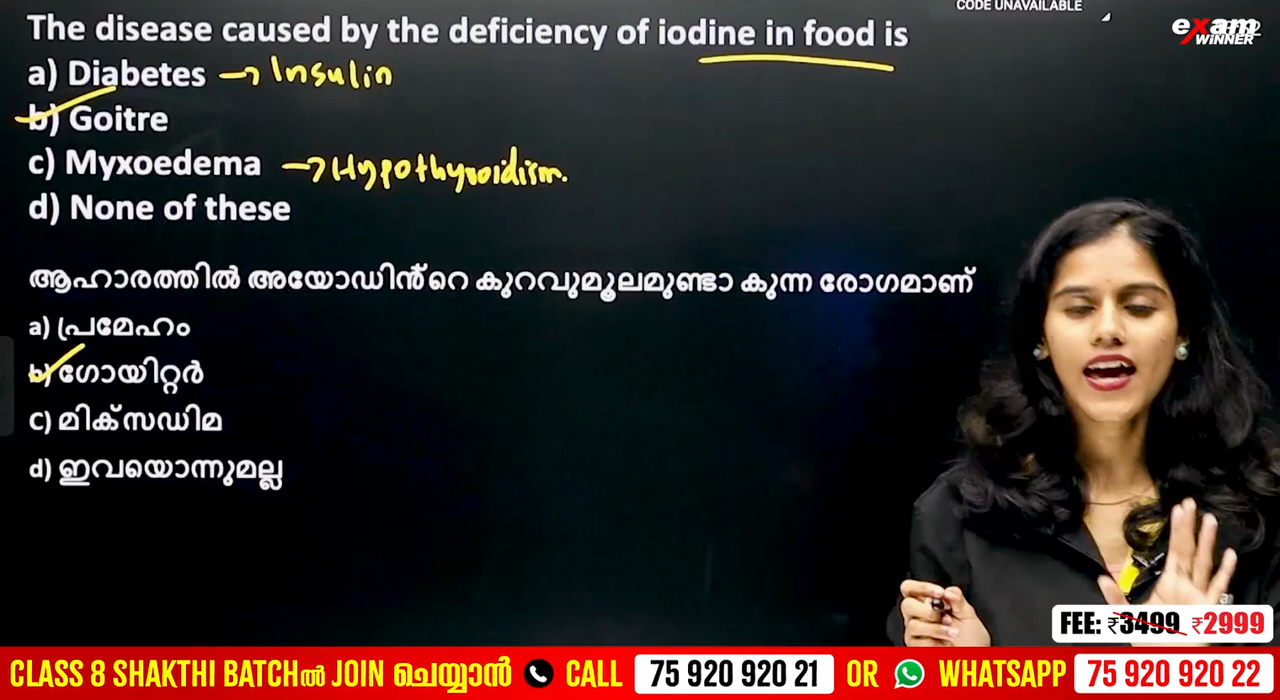 CODE UNAVAILABLE
exam
WINNER
The disease caused by the deficiency of iodine in food is
a) Diabetes → Insulin
b) Goitre
c) Myxoedema → Hypothyroidism.
d) None of these
ആഹാരത്തിൽ അയോഡിൻ്റെ കുറവുമൂലമുണ്ടാ കുന്ന രോഗമാണ്
a) പ്രമേഹം
b) ഗോയിറ്റർ
C) മിക്സഡിമ
d) ഇവയൊന്നുമല്ല
FEE: ₹3499 ₹2999
CLASS 8 SHAKTHI BATCHൽ JOIN ചെയ്യാൻ CALL 75 920 920 21 OR WHATSAPP 75 920 920 22